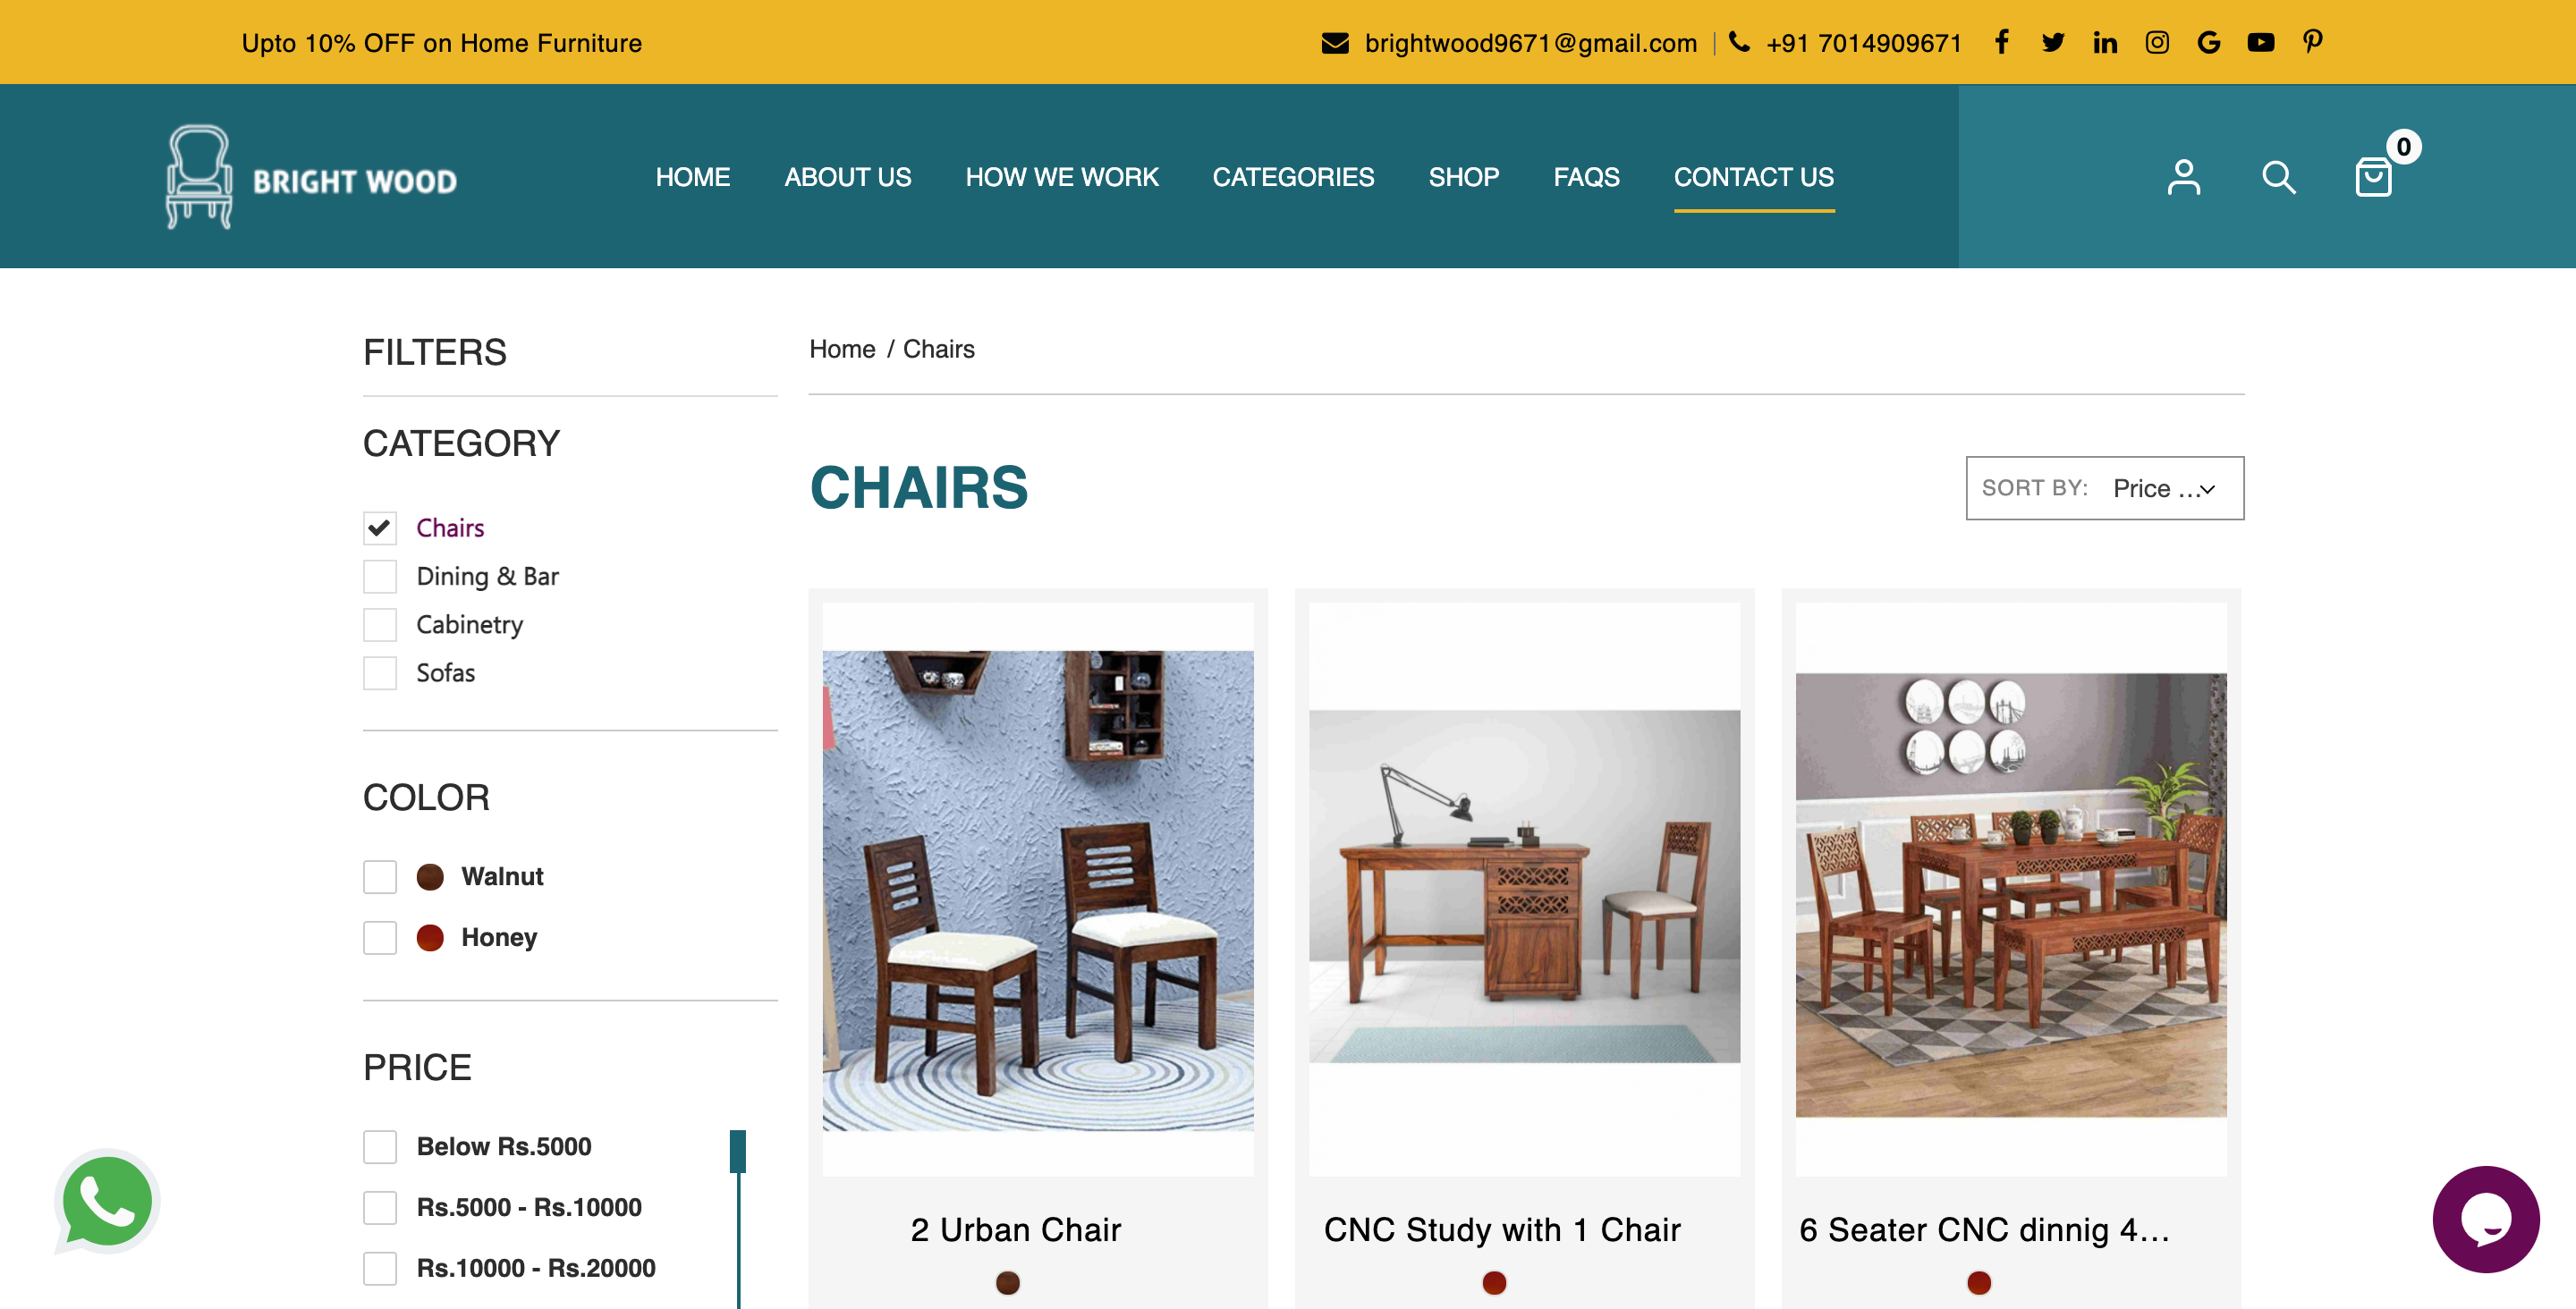 Upto 10% OFF on Home Furniture
brightwood9671@gmail.com | +91 7014909671
BRIGHT WOOD
HOME ABOUT US HOW WE WORK CATEGORIES SHOP FAQS CONTACT US
0
FILTERS
CATEGORY
Chairs
Dining & Bar
Cabinetry
Sofas
COLOR
Walnut
Honey
PRICE
Below Rs.5000
Rs.5000 - Rs.10000
Rs.10000 - Rs.20000
Home / Chairs
CHAIRS
SORT BY: Price ...
2 Urban Chair
CNC Study with 1 Chair
6 Seater CNC dinnig 4...